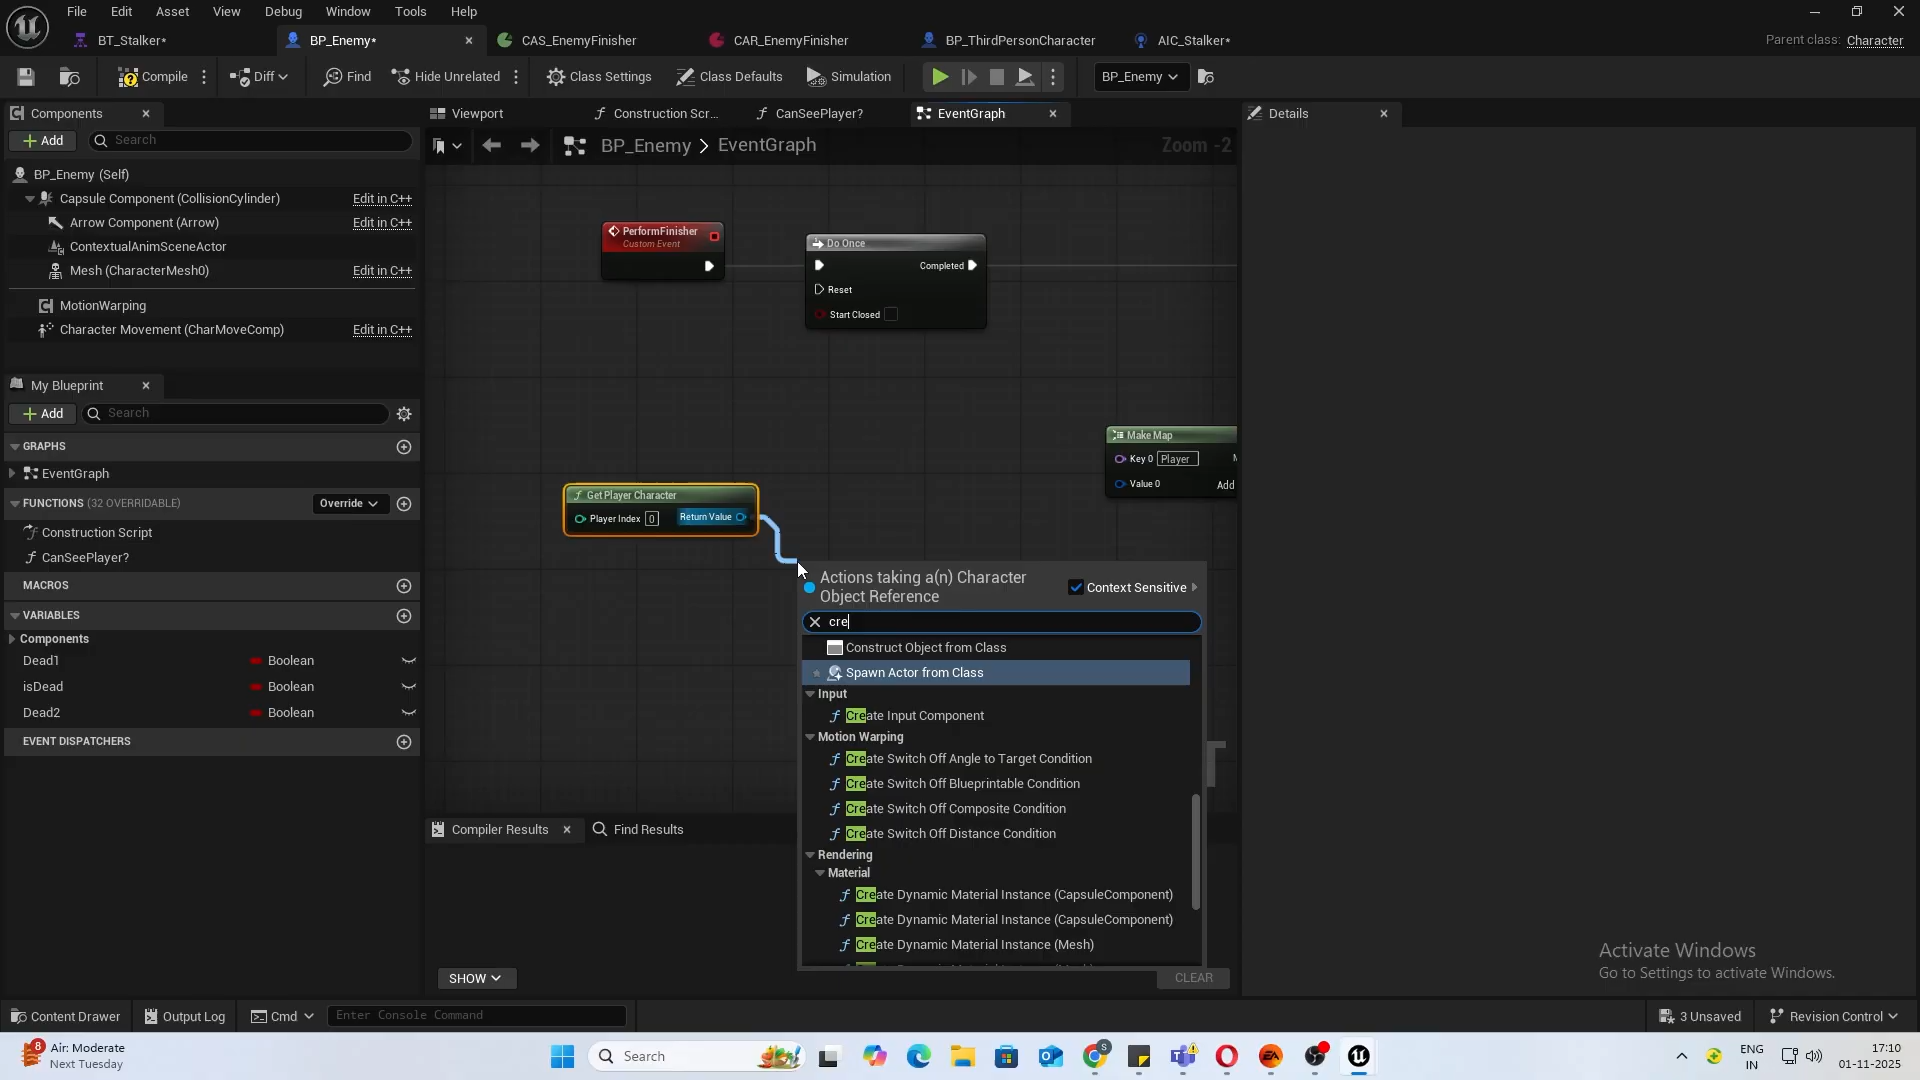 File Edit Asset View Debug Window Tools Help
BT_Stalker* BP_Enemy* CAS_EnemyFinisher CAR_EnemyFinisher BP_ThirdPersonCharacter AIC_Stalker* Parent class: Character
Compile Diff Find Hide Unrelated Class Settings Class Defaults Simulation BP_Enemy
Components
Add Search
BP_Enemy (Self)
Capsule Component (CollisionCylinder) Edit in C++
Arrow Component (Arrow) Edit in C++
ContextualAnimSceneActor
Mesh (CharacterMesh0) Edit in C++
MotionWarping
Character Movement (CharMoveComp) Edit in C++
My Blueprint
Add Search
GRAPHS
EventGraph
FUNCTIONS (32 OVERRIDABLE) Override
Construction Script
CanSeePlayer?
MACROS
VARIABLES
Components
Dead1 Boolean
isDead Boolean
Dead2 Boolean
EVENT DISPATCHERS
Viewport Construction Scr... CanSeePlayer? EventGraph
BP_Enemy > EventGraph Zoom -2
PerformFinisher
Custom Event
Do Once
Completed
Reset
Start Closed
Make Map
Key 0 Player
Value 0 Add
Get Player Character
Player Index 0 Return Value
Actions taking a(n) Character
Object Reference
Context Sensitive
cre
Construct Object from Class
Spawn Actor from Class
Input
Create Input Component
Motion Warping
Create Switch Off Angle to Target Condition
Create Switch Off Blueprintable Condition
Create Switch Off Composite Condition
Create Switch Off Distance Condition
Rendering
Material
Create Dynamic Material Instance (CapsuleComponent)
Create Dynamic Material Instance (CapsuleComponent)
Create Dynamic Material Instance (Mesh)
Compiler Results Find Results
SHOW CLEAR
Details
Activate Windows
Go to Settings to activate Windows.
Content Drawer Output Log Cmd Enter Console Command 3 Unsaved Revision Control
8 Air: Moderate
Next Tuesday
Search
ENG
IN
17:10
01-11-2025